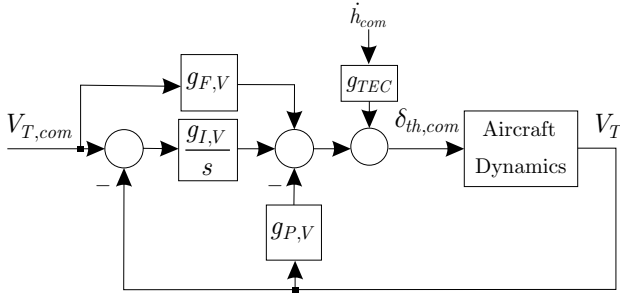 ḣ_com
g_F,V
g_TEC
V_T,com
g_I,V
s
δ_th,com
Aircraft
Dynamics
V_T
−
−
g_P,V